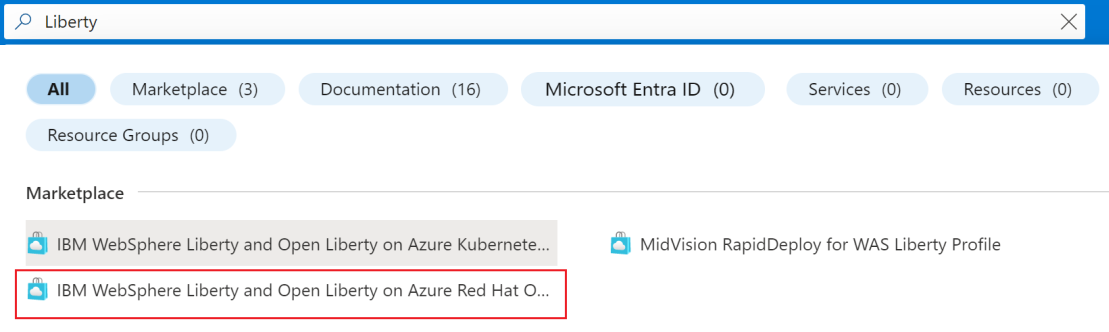 Liberty
All Marketplace (3) Documentation (16) Microsoft Entra ID (0) Services (0) Resources (0)
Resource Groups (0)
Marketplace
IBM WebSphere Liberty and Open Liberty on Azure Kubernete... MidVision RapidDeploy for WAS Liberty Profile
IBM WebSphere Liberty and Open Liberty on Azure Red Hat O...